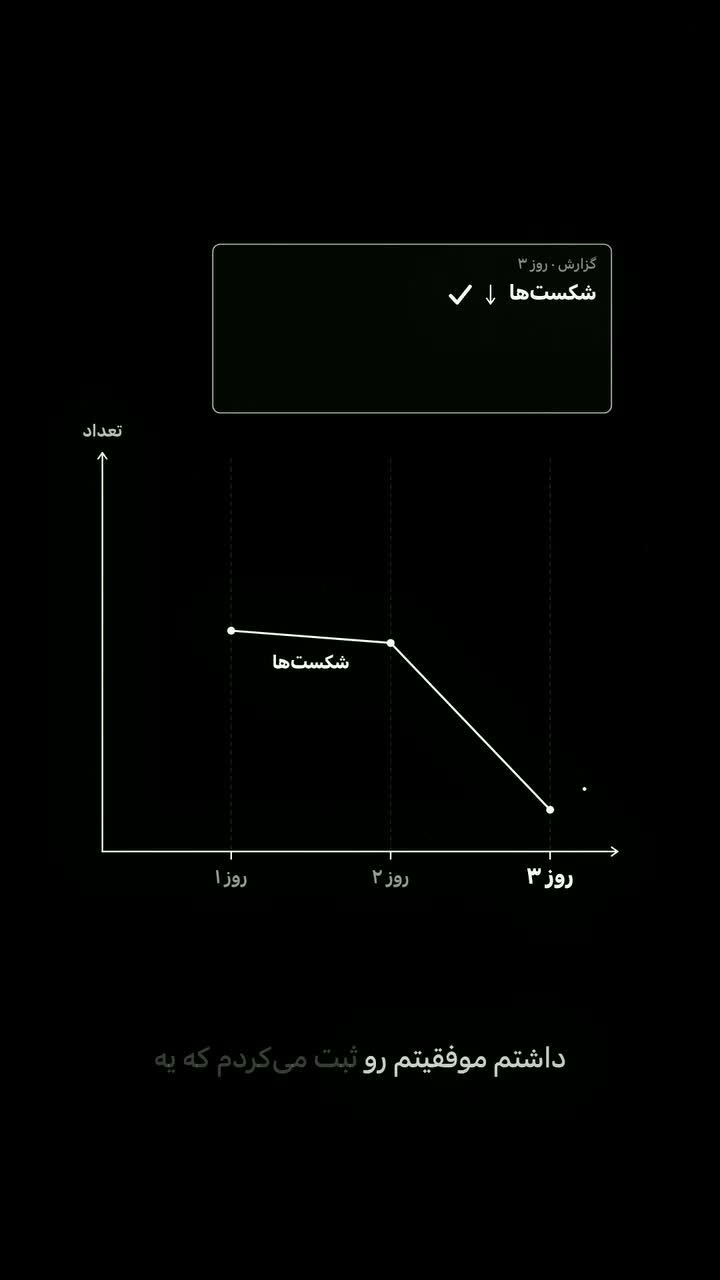 گزارش · روز ۳
شکست‌ها ↓ ✓
تعداد
شکست‌ها
روز ۱
روز ۲
روز ۳
داشتم موفقیتم رو ثبت می‌کردم که یه